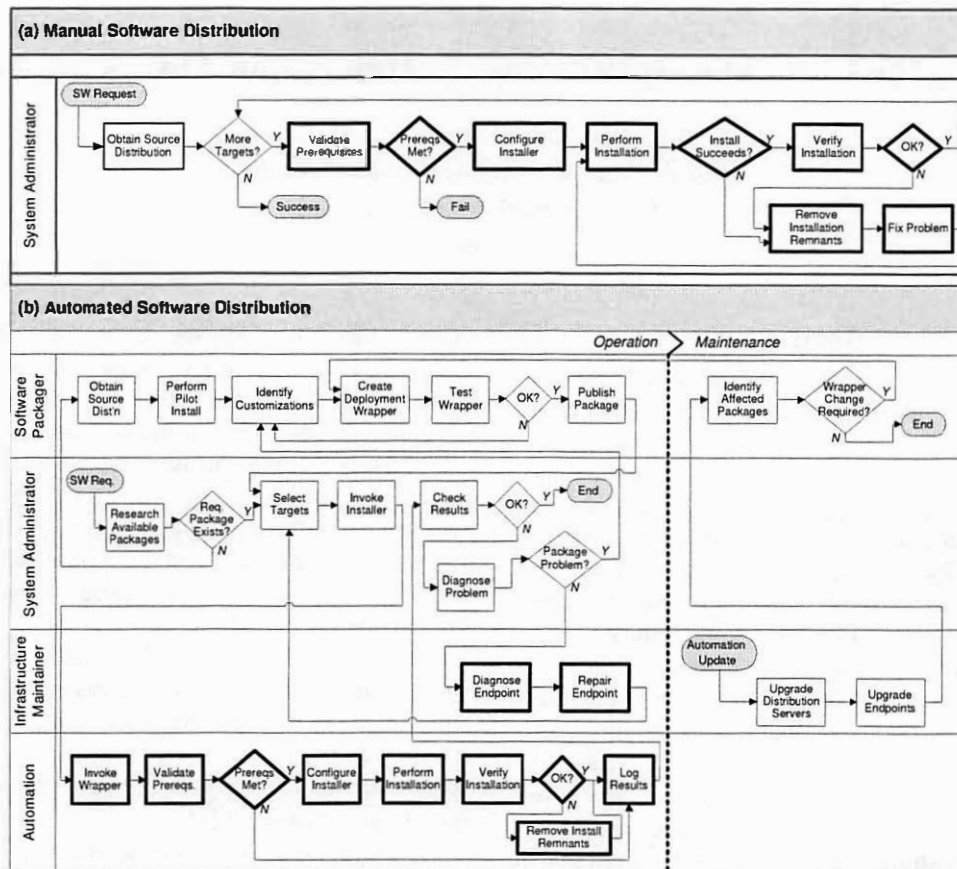 (a) Manual Software Distribution
System Administrator
SW Request
Obtain Source
Distribution
More
Targets?
Y
N
Success
Validate
Prerequisites
Prereqs
Met?
Y
N
Fail
Configure
Installer
Perform
Installation
Install
Succeeds?
Y
N
Verify
Installation
OK?
Y
N
Remove
Installation
Remnants
Fix Problem
(b) Automated Software Distribution
Operation
Maintenance
Software
Packager
Obtain
Source
Dist'n
Perform
Pilot
Install
Identify
Customizations
Create
Deployment
Wrapper
Test
Wrapper
OK?
Y
N
Publish
Package
Identify
Affected
Packages
Wrapper
Change
Required?
Y
N
End
System Administrator
SW Req.
Research
Available
Packages
Req.
Package
Exists?
Y
N
Select
Targets
Invoke
Installer
Check
Results
OK?
Y
N
End
Diagnose
Problem
Package
Problem?
Y
N
Infrastructure
Maintainer
Diagnose
Endpoint
Repair
Endpoint
Automation
Update
Upgrade
Distribution
Servers
Upgrade
Endpoints
Automation
Invoke
Wrapper
Validate
Prereqs.
Prereqs
Met?
Y
N
Configure
Installer
Perform
Installation
Verify
Installation
OK?
Y
N
Log
Results
Remove Install
Remnants